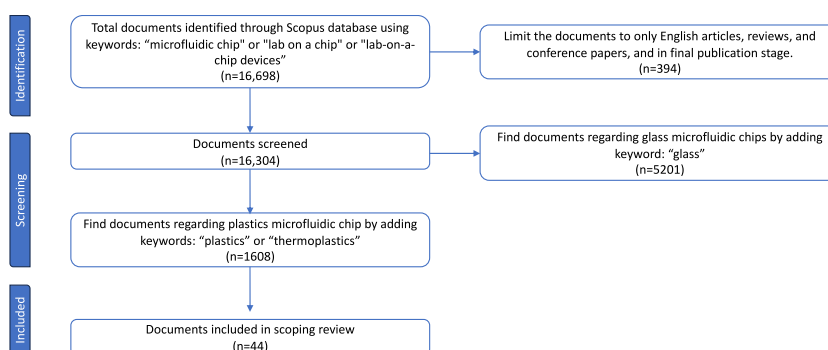 Identification
Total documents identified through Scopus database using
keywords: “microfluidic chip" or "lab on a chip" or "lab-on-a-
chip devices”
(n=16,698)
Limit the documents to only English articles, reviews, and
conference papers, and in final publication stage.
(n=394)
Screening
Documents screened
(n=16,304)
Find documents regarding glass microfluidic chips by adding
keyword: “glass”
(n=5201)
Find documents regarding plastics microfluidic chip by adding
keywords: “plastics” or “thermoplastics”
(n=1608)
Included
Documents included in scoping review
(n=44)